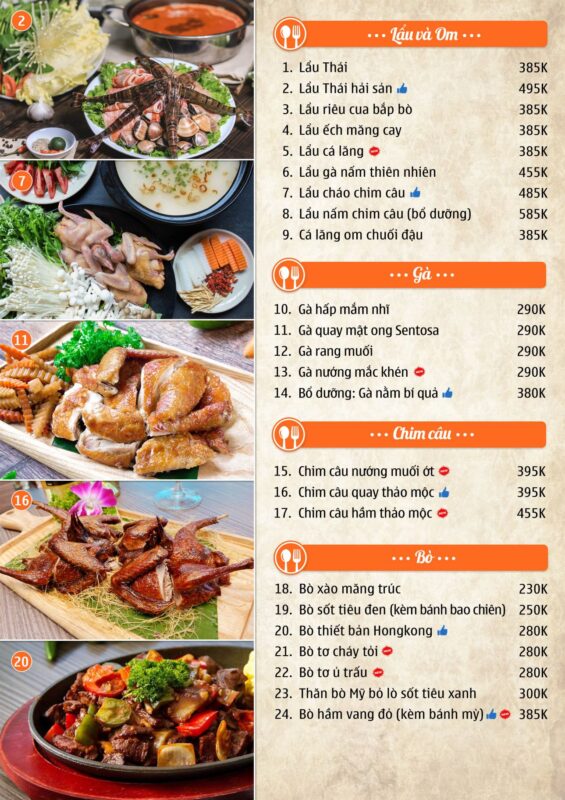 2
7
11
16
20
••• Lẩu và Om •••
1. Lẩu Thái 385K
2. Lẩu Thái hải sản 495K
3. Lẩu riêu cua bắp bò 385K
4. Lẩu ếch măng cay 385K
5. Lẩu cá lăng 385K
6. Lẩu gà nấm thiên nhiên 455K
7. Lẩu cháo chim câu 485K
8. Lẩu nấm chim câu (bổ dưỡng) 585K
9. Cá lăng om chuối đậu 385K
••• Gà •••
10. Gà hấp mắm nhĩ 290K
11. Gà quay mật ong Sentosa 290K
12. Gà rang muối 290K
13. Gà nướng mắc khén 290K
14. Bổ dưỡng: Gà nằm bí quả 380K
••• Chim câu •••
15. Chim câu nướng muối ớt 395K
16. Chim câu quay thảo mộc 395K
17. Chim câu hầm thảo mộc 455K
••• Bò •••
18. Bò xào măng trúc 230K
19. Bò sốt tiêu đen (kèm bánh bao chiên) 250K
20. Bò thiết bản Hongkong 280K
21. Bò tơ cháy tỏi 280K
22. Bò tơ ủ trấu 280K
23. Thăn bò Mỹ bỏ lò sốt tiêu xanh 300K
24. Bò hầm vang đỏ (kèm bánh mỳ) 385K